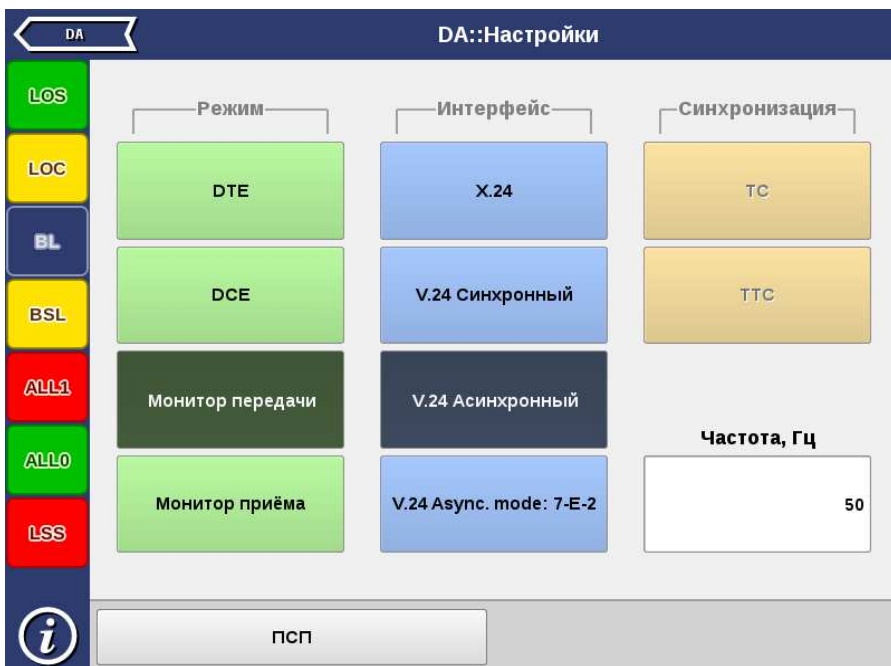 DA
DA::Настройки
LOS
LOC
BL
BSL
ALL1
ALL0
LSS
Режим
DTE
DCE
Монитор передачи
Монитор приёма
Интерфейс
X.24
V.24 Синхронный
V.24 Асинхронный
V.24 Async. mode: 7-E-2
Синхронизация
TC
TTC
Частота, Гц
50
i
ПСП